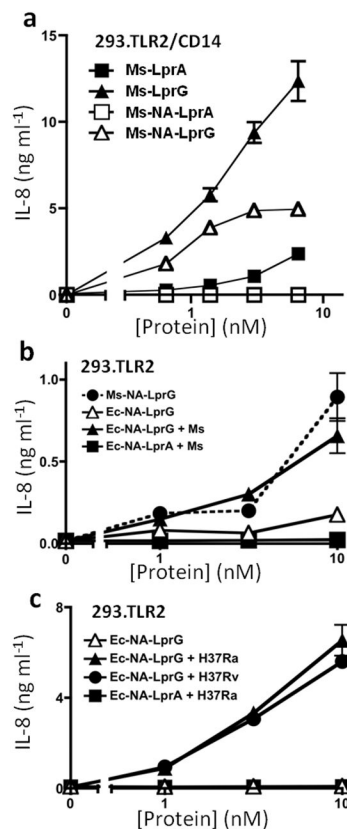 a
293.TLR2/CD14
Ms-LprA
Ms-LprG
Ms-NA-LprA
Ms-NA-LprG
IL-8 (ng ml⁻¹)
15
10
5
0
0
1
10
[Protein] (nM)
b
293.TLR2
Ms-NA-LprG
Ec-NA-LprG
Ec-NA-LprG + Ms
Ec-NA-LprA + Ms
IL-8 (ng ml⁻¹)
1.0
0.5
0.0
0
1
10
[Protein] (nM)
c
293.TLR2
Ec-NA-LprG
Ec-NA-LprG + H37Ra
Ec-NA-LprG + H37Rv
Ec-NA-LprA + H37Ra
IL-8 (ng ml⁻¹)
8
4
0
0
1
10
[Protein] (nM)